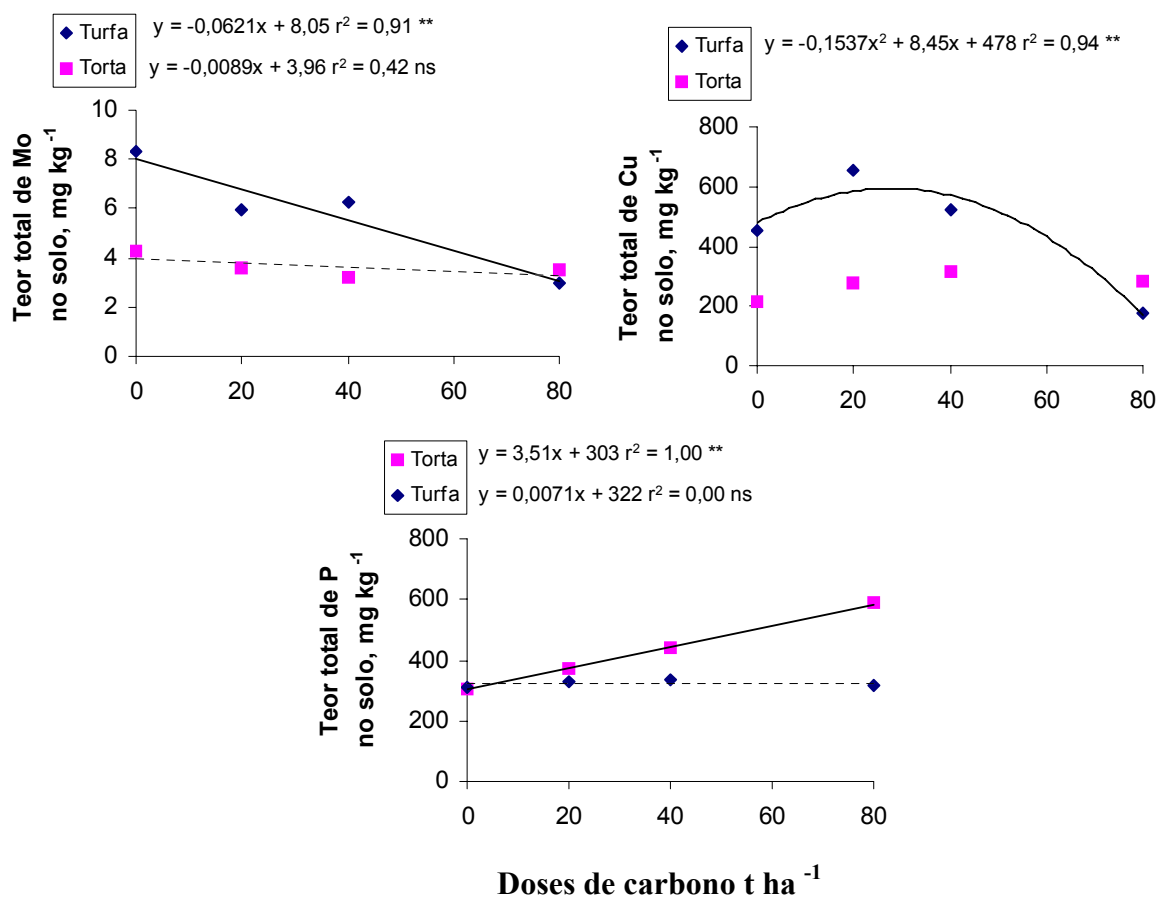 Turfa y = -0,0621x + 8,05 r² = 0,91 **
Torta y = -0,0089x + 3,96 r² = 0,42 ns
Teor total de Mo
no solo, mg kg⁻¹
10
8
6
4
2
0
0 20 40 60 80
Turfa y = -0,1537x² + 8,45x + 478 r² = 0,94 **
Torta
Teor total de Cu
no solo, mg kg⁻¹
800
600
400
200
0
0 20 40 60 80
Torta y = 3,51x + 303 r² = 1,00 **
Turfa y = 0,0071x + 322 r² = 0,00 ns
Teor total de P
no solo, mg kg⁻¹
800
600
400
200
0
0 20 40 60 80
Doses de carbono t ha ⁻¹